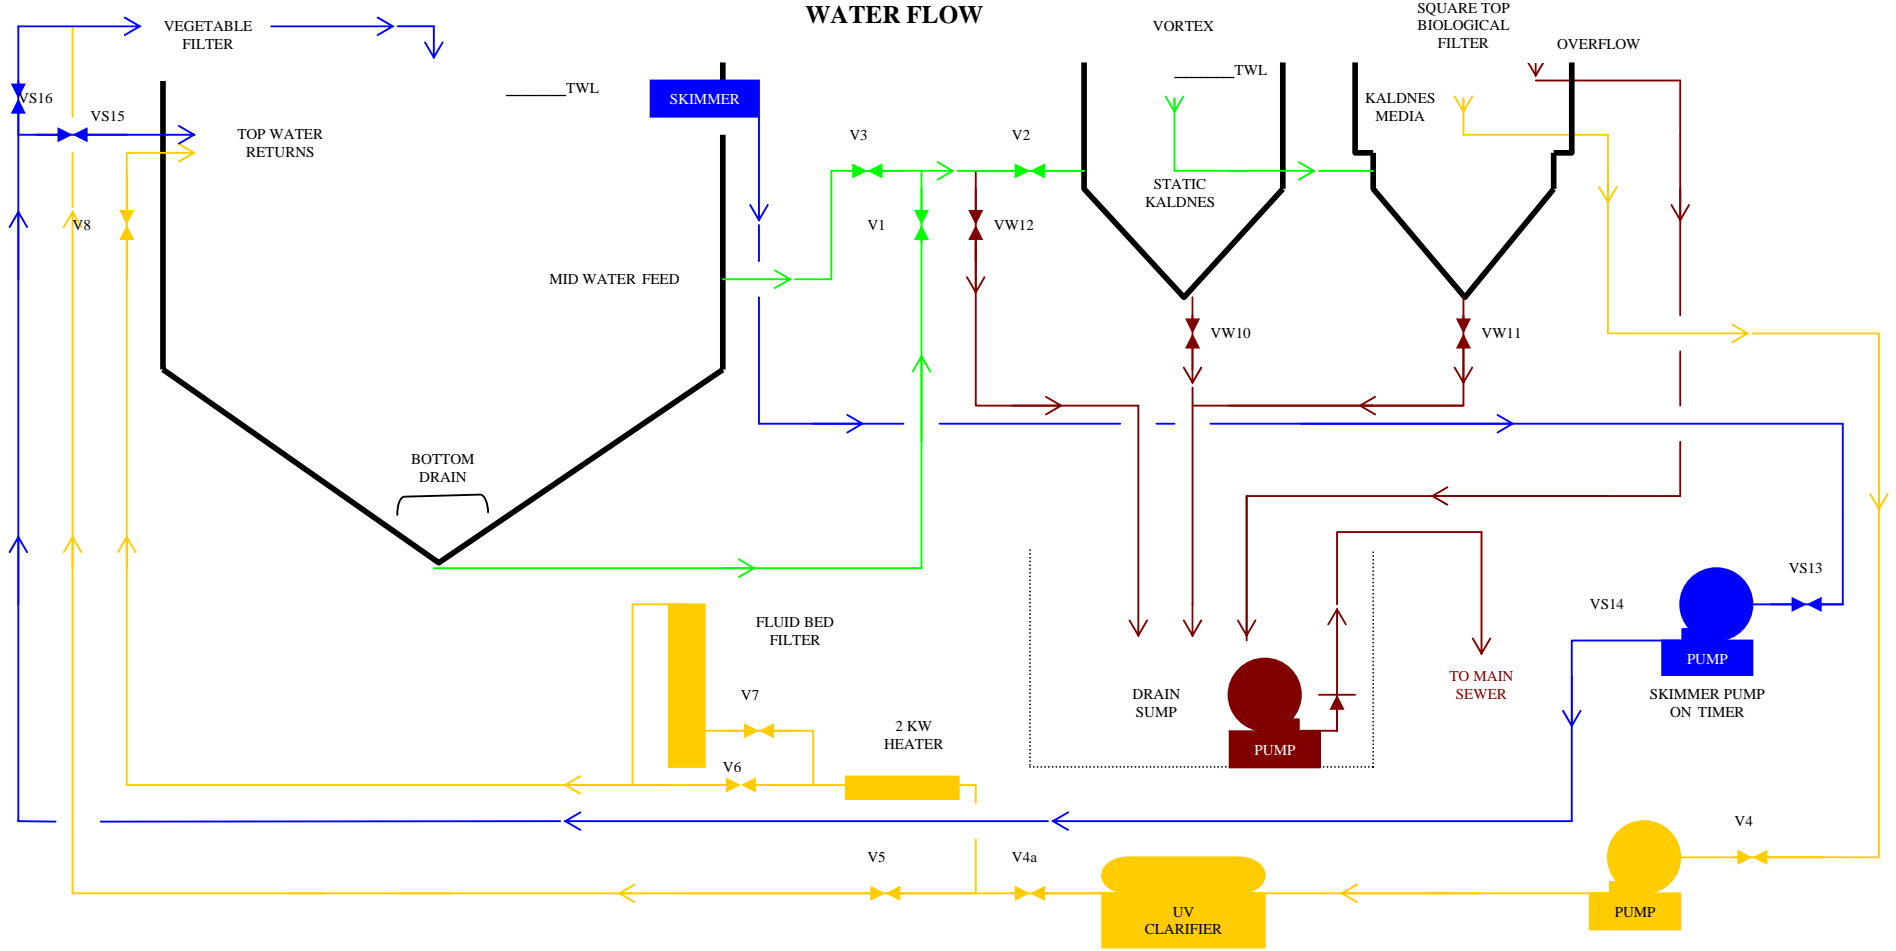 WATER FLOW
SQUARE TOP
BIOLOGICAL
FILTER
VEGETABLE
FILTER
VORTEX
OVERFLOW
_______TWL
_______TWL
SKIMMER
KALDNES
MEDIA
VS16
VS15
TOP WATER
RETURNS
V3
V2
STATIC
KALDNES
V8
V1
VW12
MID WATER FEED
VW10
VW11
BOTTOM
DRAIN
VS13
VS14
FLUID BED
FILTER
PUMP
TO MAIN
SEWER
DRAIN
SUMP
SKIMMER PUMP
ON TIMER
V7
2 KW
HEATER
PUMP
V6
V4
V5
V4a
UV
CLARIFIER
PUMP